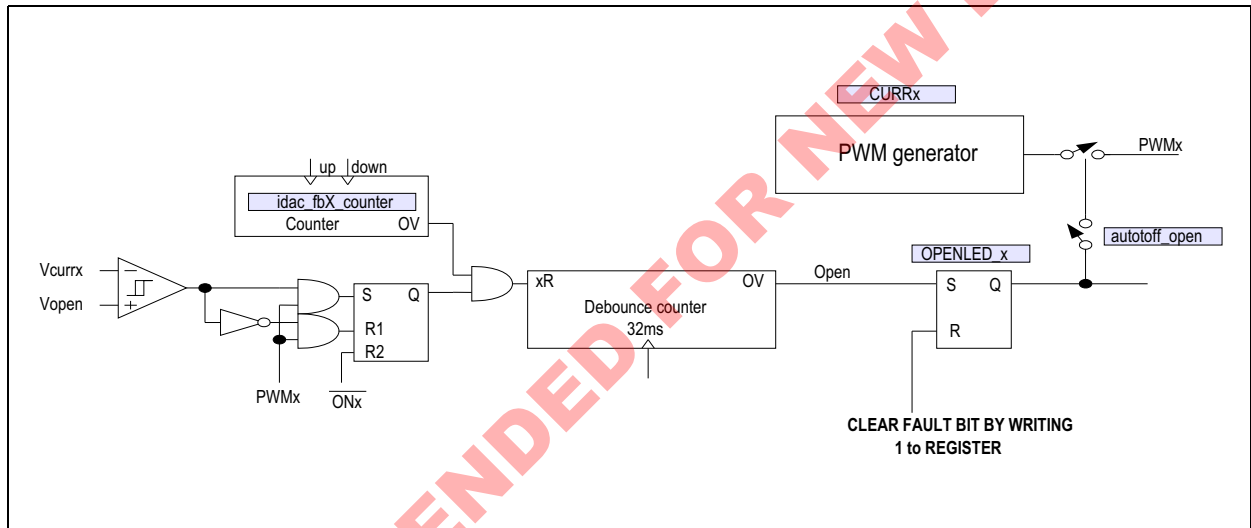 CURRx
PWM generator
PWMx
up down
idac_fbX_counter
Counter OV
autotoff_open
OPENLED_x
Vcurrx
Vopen
S Q
R1
R2
xR OV
Debounce counter
32ms
Open
S Q
R
PWMx
ONx
CLEAR FAULT BIT BY WRITING
1 to REGISTER
ENDED FOR NEW